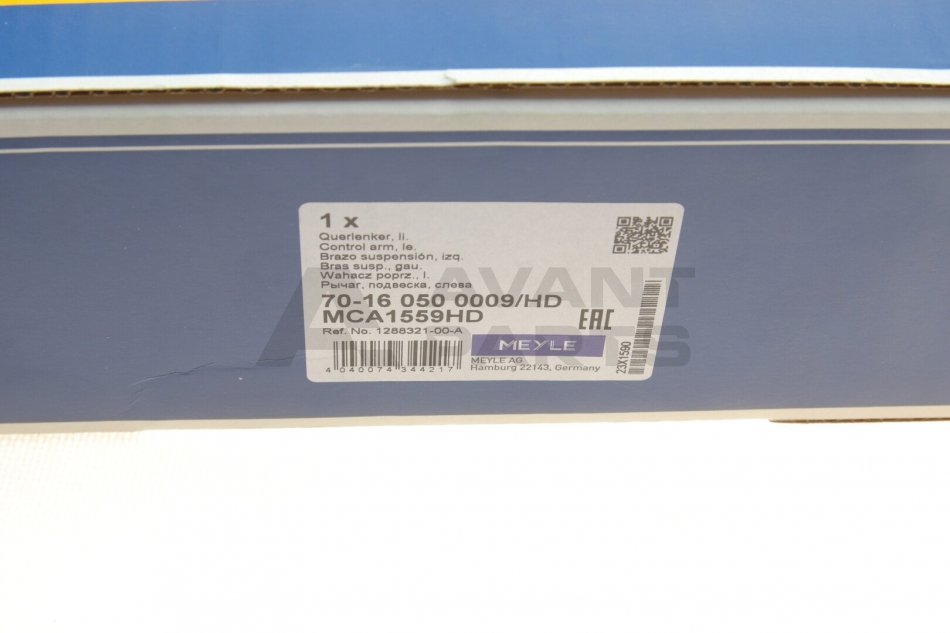 1 x
Querlenker, li.
Control arm, le.
Brazo suspensión, izq.
Bras susp., gau.
Wahacz poprz., l.
Рычаг, подвеска, слева
70-16 050 0009/HD
MCA1559HD
EAC
Ref. No. 1288321-00-A
MEYLE
MEYLE AG
Hamburg 22143, Germany
4 040074 344217
23X1590
AVANT
PARTS